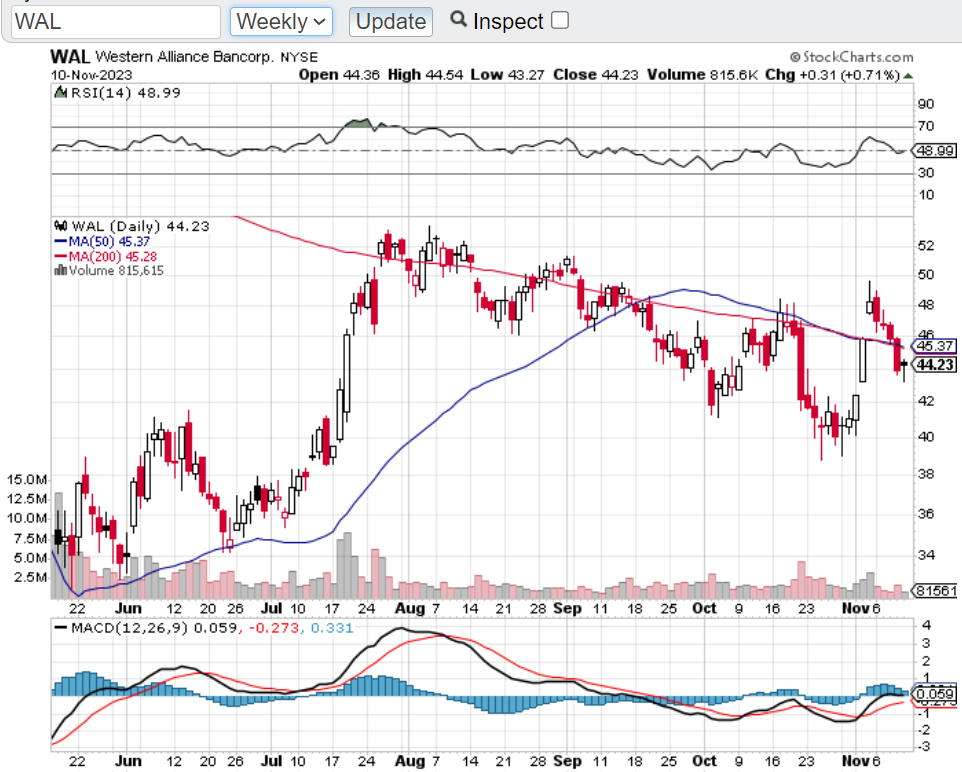 WAL Weekly Update Inspect
WAL Western Alliance Bancorp. NYSE © StockCharts.com
10-Nov-2023 Open 44.36 High 44.54 Low 43.27 Close 44.23 Volume 815.6K Chg +0.31 (+0.71%)
RSI(14) 48.99
90
70
48.99
30
10
WAL (Daily) 44.23
MA(50) 45.37
MA(200) 45.28
Volume 815,615
52
50
48
46
45.37
44.23
42
40
38
36
34
15.0M
12.5M
10.0M
7.5M
5.0M
2.5M
81561
22 Jun 12 20 26 Jul 10 17 24 Aug 7 14 21 28 Sep 11 18 25 Oct 9 16 23 Nov 6
MACD(12,26,9) 0.059, -0.273, 0.331
4
3
2
1
0.059
-0.273
-1
-2
-3
22 Jun 12 20 26 Jul 10 17 24 Aug 7 14 21 28 Sep 11 18 25 Oct 9 16 23 Nov 6